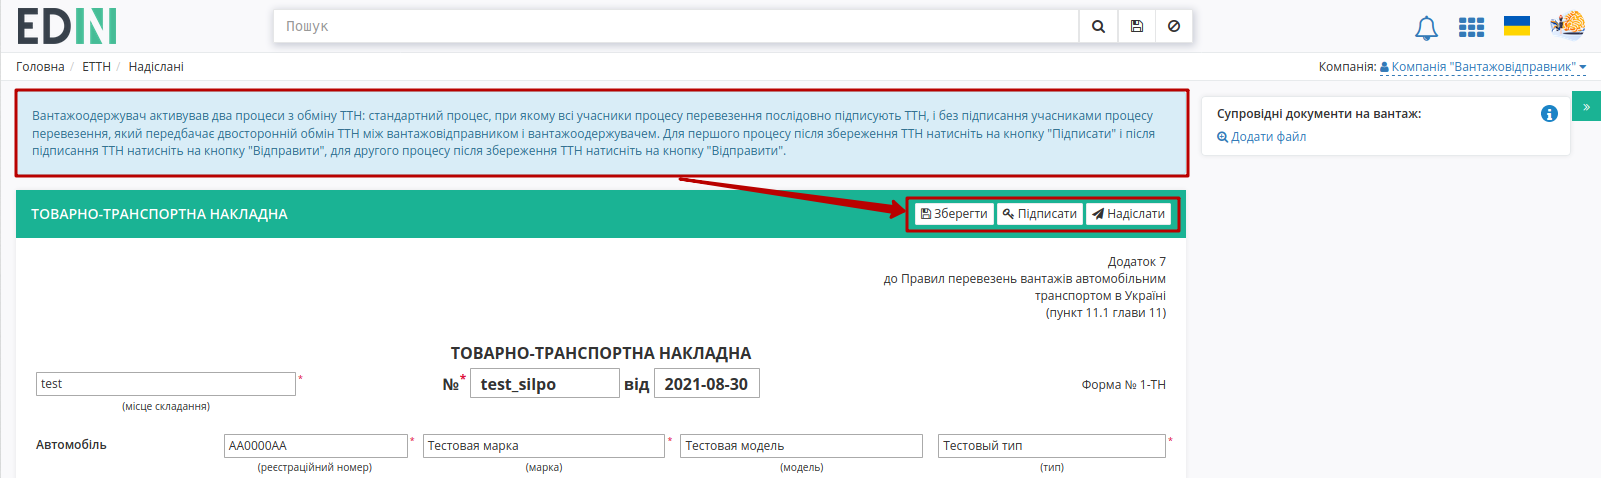 EDIN
Пошук
Головна / ЕТТН / Надіслані
Компанія: Компанія "Вантажовідправник"
Вантажоодержувач активував два процеси з обміну ТТН: стандартний процес, при якому всі учасники процесу перевезення послідовно підписують ТТН, і без підписання учасниками процесу
перевезення, який передбачає двосторонній обмін ТТН між вантажовідправником і вантажоодержувачем. Для першого процесу після збереження ТТН натисніть на кнопку "Підписати" і після
підписання ТТН натисніть на кнопку "Відправити", для другого процесу після збереження ТТН натисніть на кнопку "Відправити".
Супровідні документи на вантаж:
Додати файл
»
ТОВАРНО-ТРАНСПОРТНА НАКЛАДНА
Зберегти Підписати Надіслати
Додаток 7
до Правил перевезень вантажів автомобільним
транспортом в Україні
(пункт 11.1 глави 11)
ТОВАРНО-ТРАНСПОРТНА НАКЛАДНА
test * №* test_silpo від 2021-08-30 Форма № 1-ТН
(місце складання)
Автомобіль АА0000АА * Тестовая марка * Тестовая модель Тестовый тип *
(реєстраційний номер) (марка) (модель) (тип)